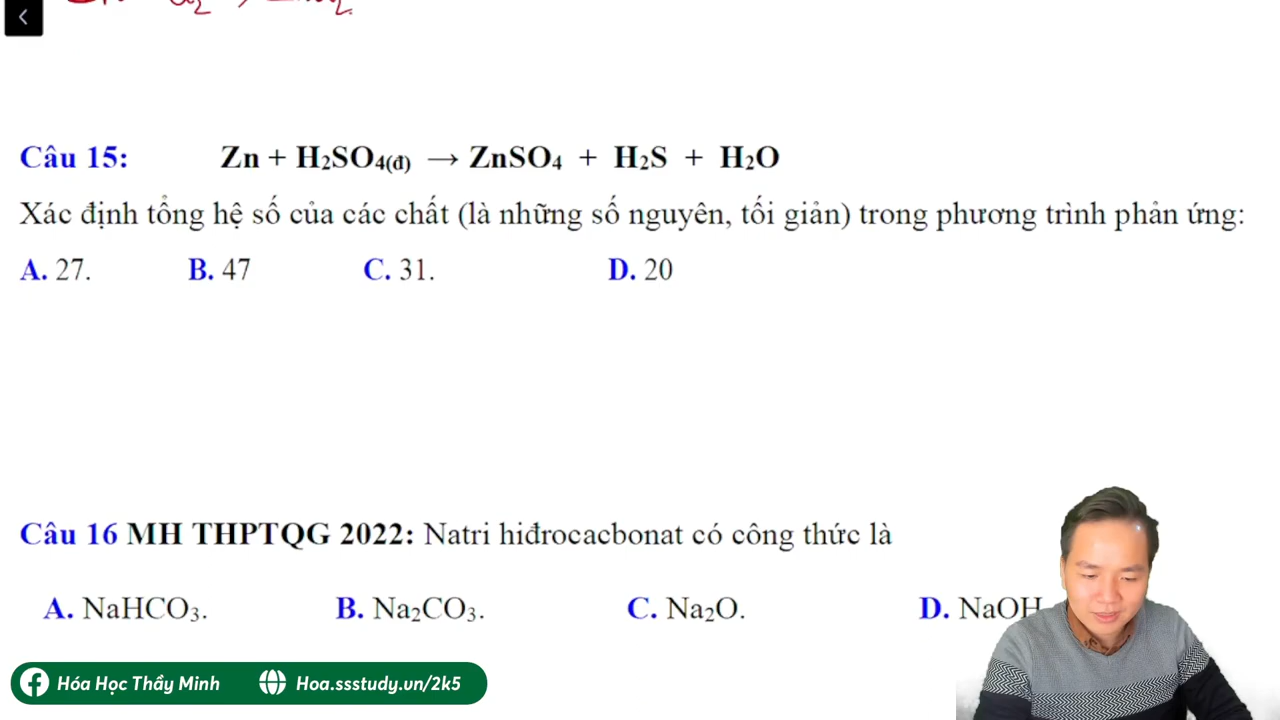 Câu 15: Zn + H₂SO₄₍đ₎ → ZnSO₄ + H₂S + H₂O
Xác định tổng hệ số của các chất (là những số nguyên, tối giản) trong phương trình phản ứng:
A. 27. B. 47 C. 31. D. 20
Câu 16 MH THPTQG 2022: Natri hiđrocacbonat có công thức là
A. NaHCO₃. B. Na₂CO₃. C. Na₂O. D. NaOH
Hóa Học Thầy Minh Hoa.ssstudy.vn/2k5